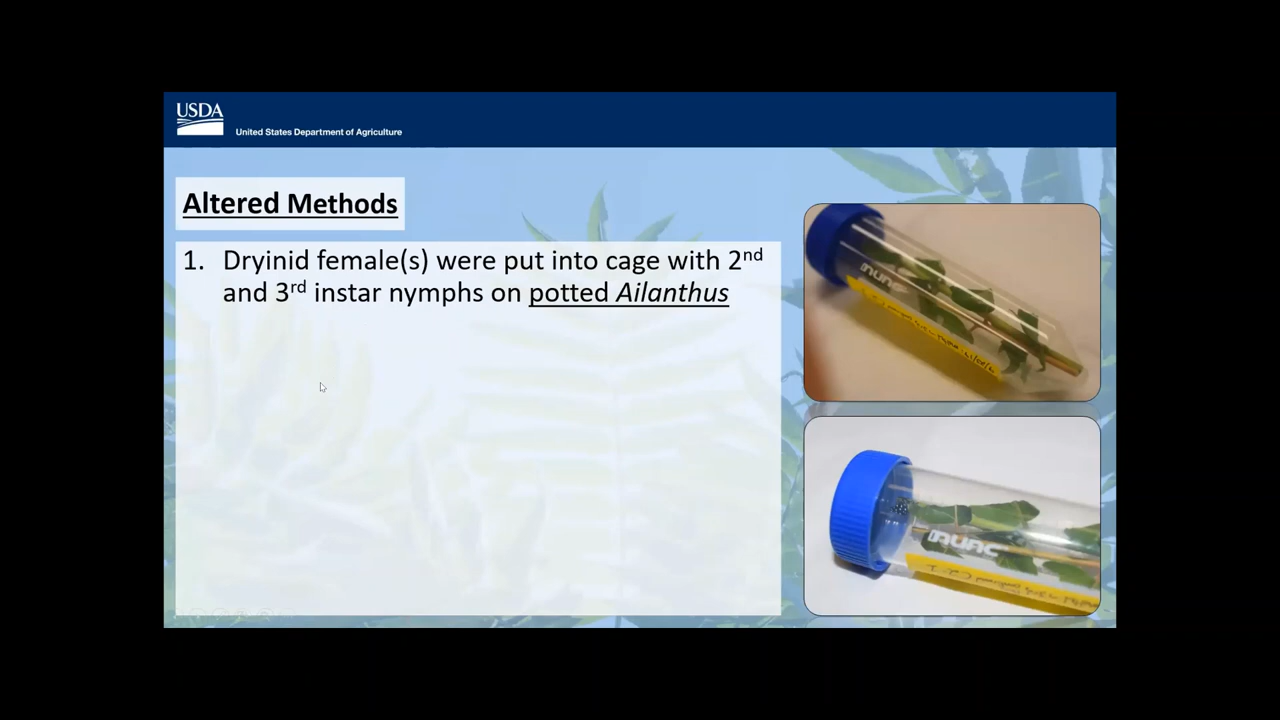 USDA
United States Department of Agriculture
Altered Methods
1. Dryinid female(s) were put into cage with 2nd
and 3rd instar nymphs on potted Ailanthus
nunc
nunc